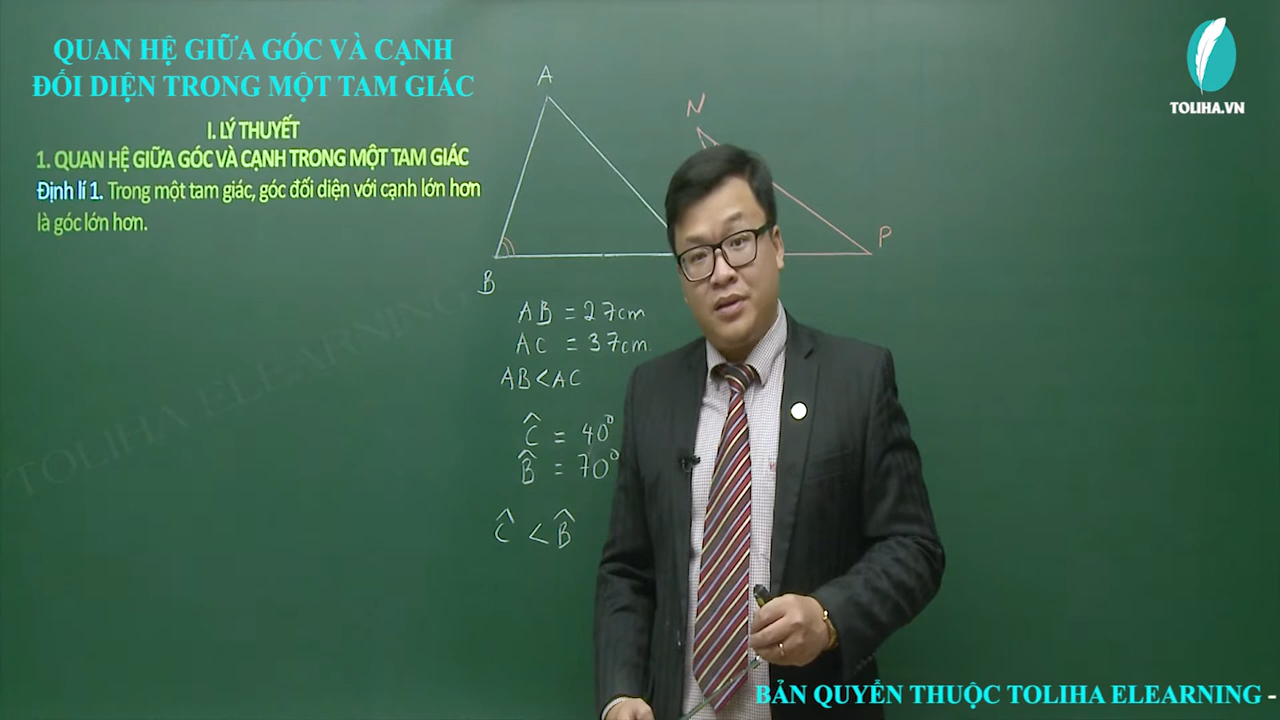 QUAN HỆ GIỮA GÓC VÀ CẠNH
ĐỐI DIỆN TRONG MỘT TAM GIÁC
I. LÝ THUYẾT
1. QUAN HỆ GIỮA GÓC VÀ CẠNH TRONG MỘT TAM GIÁC
Định lí 1. Trong một tam giác, góc đối diện với cạnh lớn hơn
là góc lớn hơn.
TOLIHA.VN
A
N
B
P
AB = 27cm
AC = 37cm
AB < AC
Ĉ = 40⁰
B̂ = 70⁰
Ĉ < B̂
TOLIHA ELEARNING
BẢN QUYỀN THUỘC TOLIHA ELEARNING -